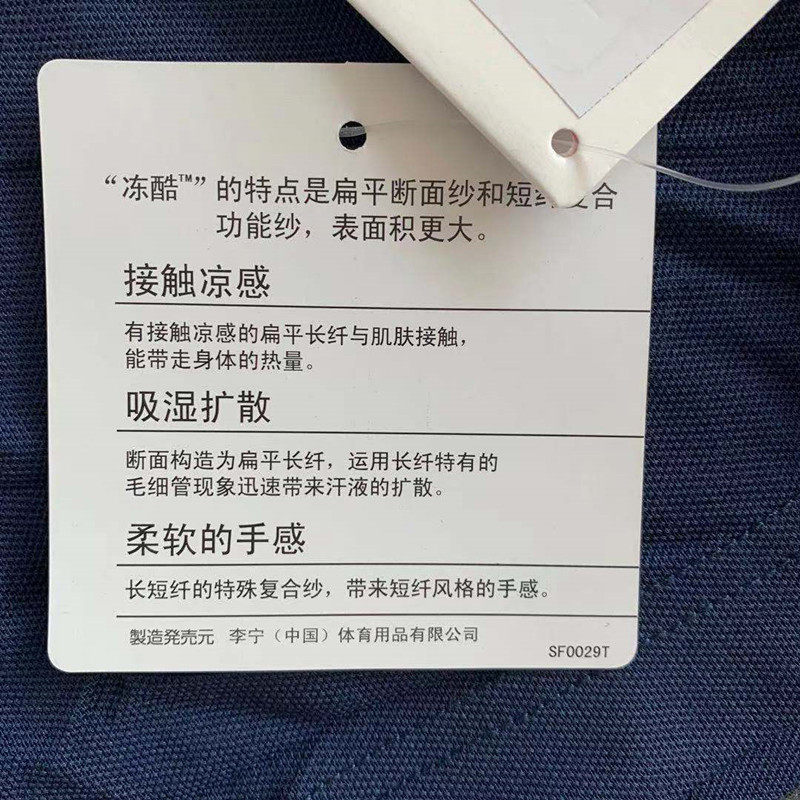 “冻酷™”的特点是扁平断面纱和短纤复合
功能纱，表面积更大。
接触凉感
有接触凉感的扁平长纤与肌肤接触，
能带走身体的热量。
吸湿扩散
断面构造为扁平长纤，运用长纤特有的
毛细管现象迅速带来汗液的扩散。
柔软的手感
长短纤的特殊复合纱，带来短纤风格的手感。
製造発売元 李宁（中国）体育用品有限公司
SF0029T